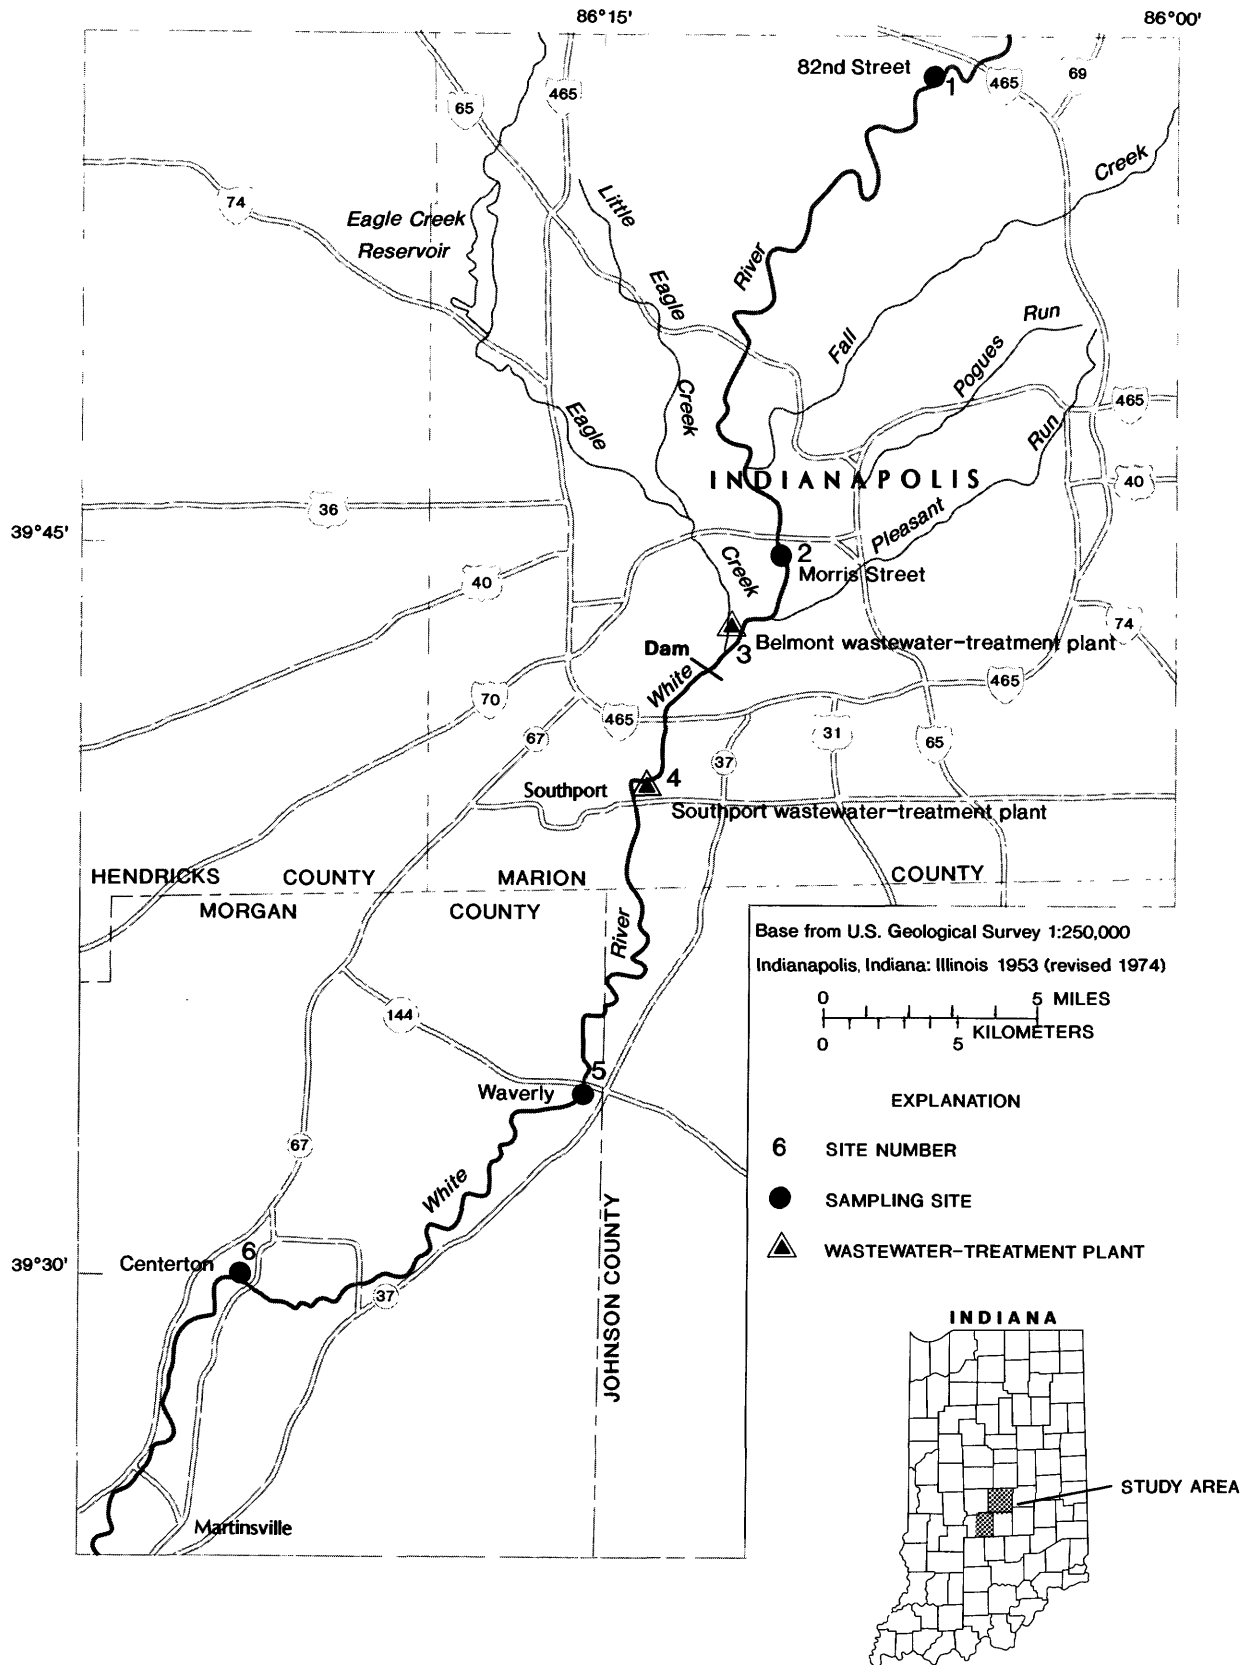 86°15'
86°00'
82nd Street
1
465
69
65
465
Creek
74
Little
Eagle Creek
Reservoir
River
Eagle
Run
Fall
Pogues
Creek
465
Eagle
Run
INDIANAPOLIS
40
36
Pleasant
39°45'
2
Creek
Morris Street
40
74
Belmont wastewater-treatment plant
3
Dam
White
465
70
465
67
31
65
37
4
Southport
Southport wastewater-treatment plant
HENDRICKS COUNTY MARION COUNTY
MORGAN COUNTY
River
Base from U.S. Geological Survey 1:250,000
Indianapolis, Indiana: Illinois 1953 (revised 1974)
0 5 MILES
0 5 KILOMETERS
144
5
Waverly
EXPLANATION
67
6 SITE NUMBER
White
SAMPLING SITE
JOHNSON COUNTY
6
Centerton
WASTEWATER-TREATMENT PLANT
39°30'
37
INDIANA
STUDY AREA
Martinsville